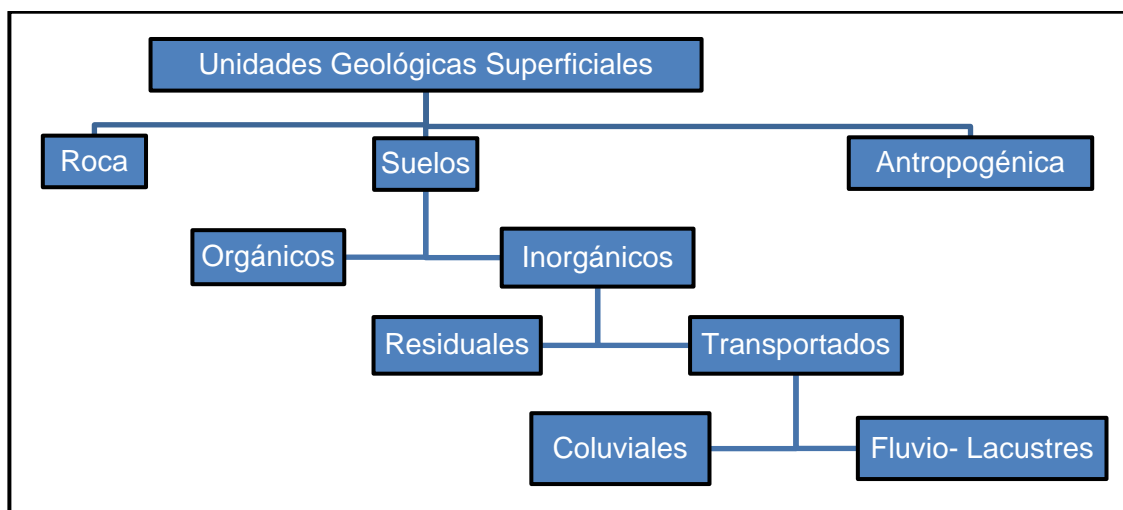 Unidades Geológicas Superficiales
Roca
Suelos
Antropogénica
Orgánicos
Inorgánicos
Residuales
Transportados
Coluviales
Fluvio- Lacustres